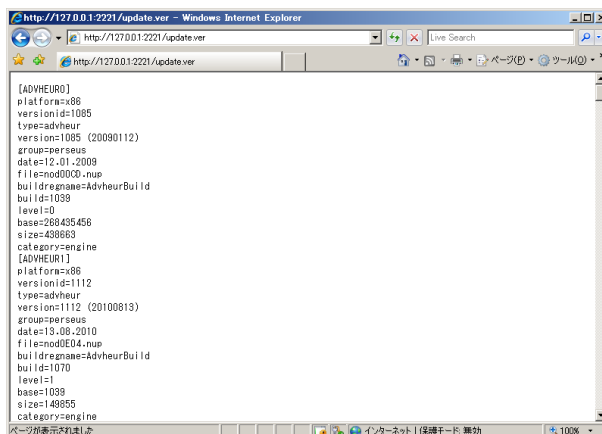 http://127.0.0.1:2221/update.ver - Windows Internet Explorer
http://127.0.0.1:2221/update.ver
Live Search
http://127.0.0.1:2221/update.ver
ページ(P)
ツール(O)
[ADVHEUR0]
platform=x86
versionid=1085
type=advheur
version=1085 (20090112)
group=perseus
date=12.01.2009
file=nod00CD.nup
buildregname=AdvheurBuild
build=1039
level=0
base=268435456
size=438663
category=engine
[ADVHEUR1]
platform=x86
versionid=1112
type=advheur
version=1112 (20100813)
group=perseus
date=13.08.2010
file=nod0E04.nup
buildregname=AdvheurBuild
build=1070
level=1
base=1039
size=149855
category=engine
ページが表示されました
インターネット | 保護モード: 無効
100%